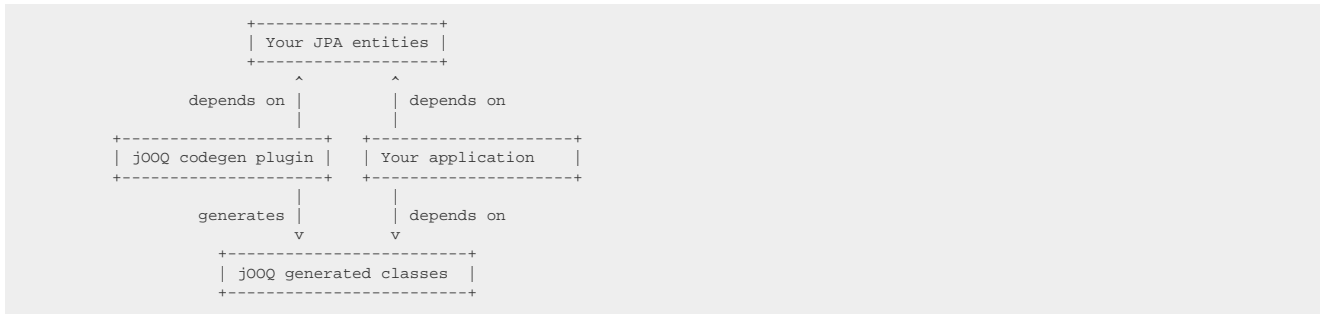 +-------------------+
| Your JPA entities |
+-------------------+
^ ^
depends on | | depends on
| |
+---------------------+ +---------------------+
| jOOQ codegen plugin | | Your application |
+---------------------+ +---------------------+
| |
generates | | depends on
v v
+-------------------------+
| jOOQ generated classes |
+-------------------------+